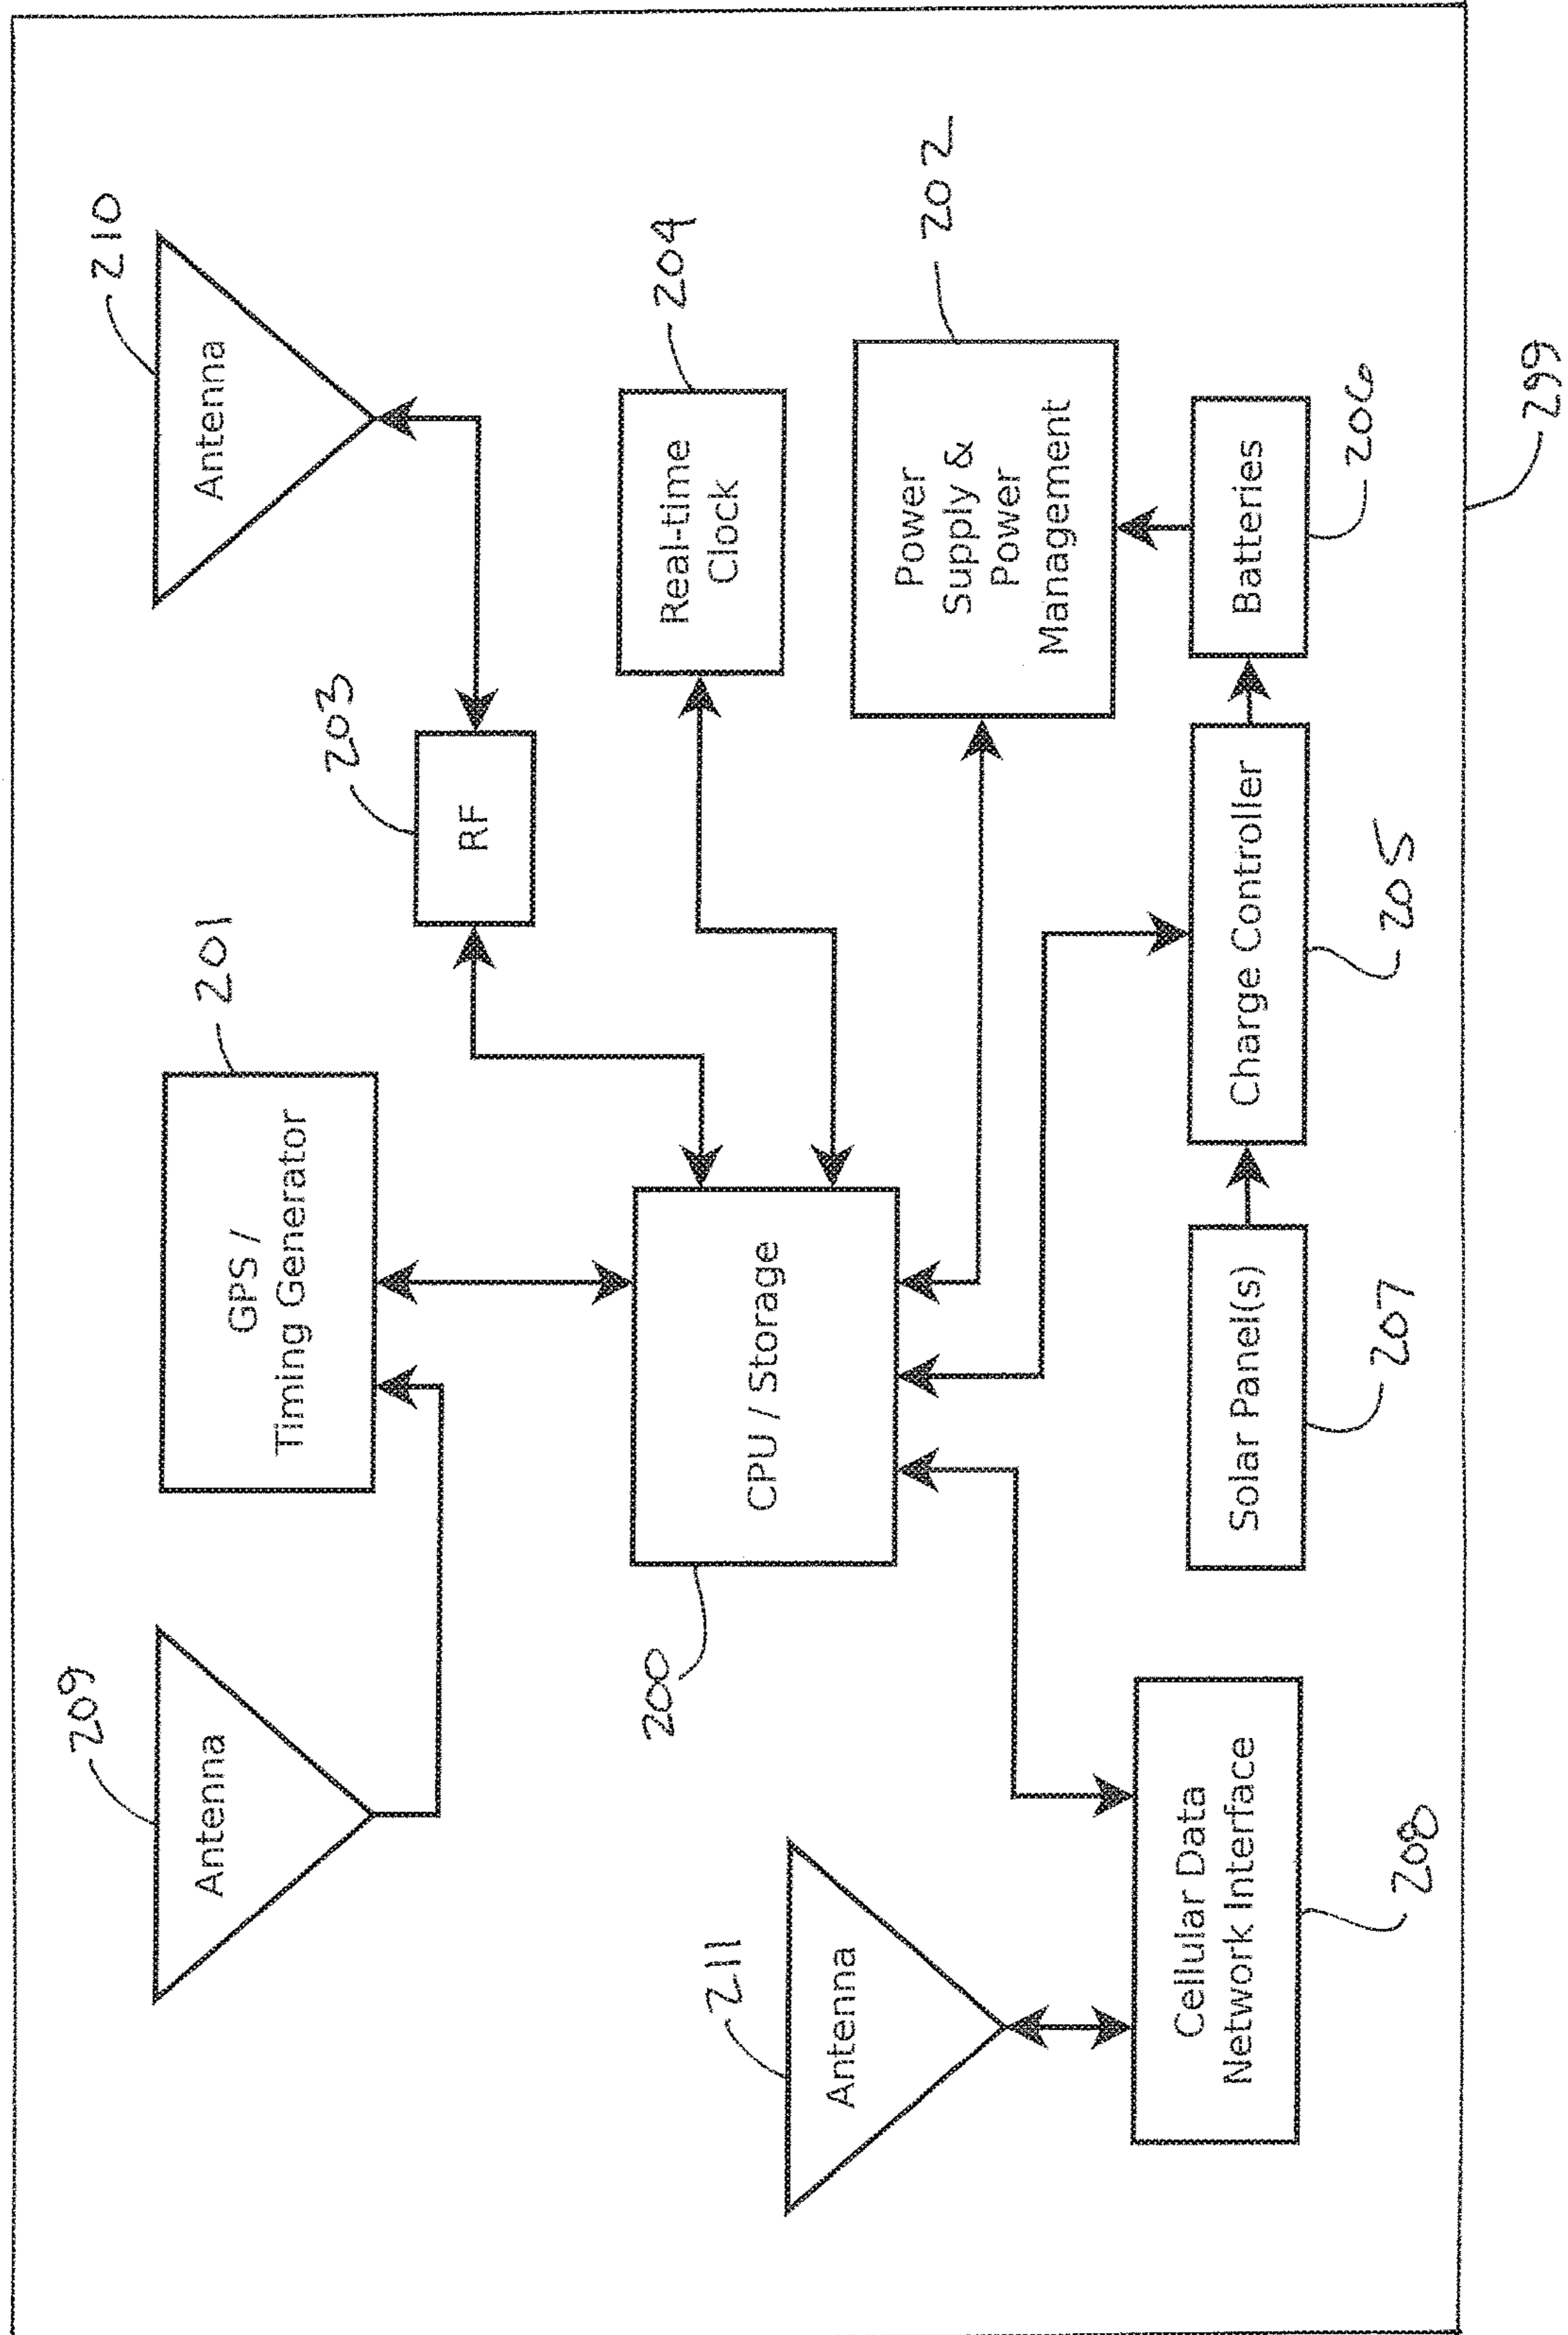 209
Antenna
201
GPS /
Timing Generator
210
Antenna
203
RF
211
Antenna
200
CPU / Storage
204
Real-time
Clock
202
Power
Supply &
Power
Management
208
Cellular Data
Network Interface
Solar Panel(s)
207
Charge Controller
205
Batteries
206
299